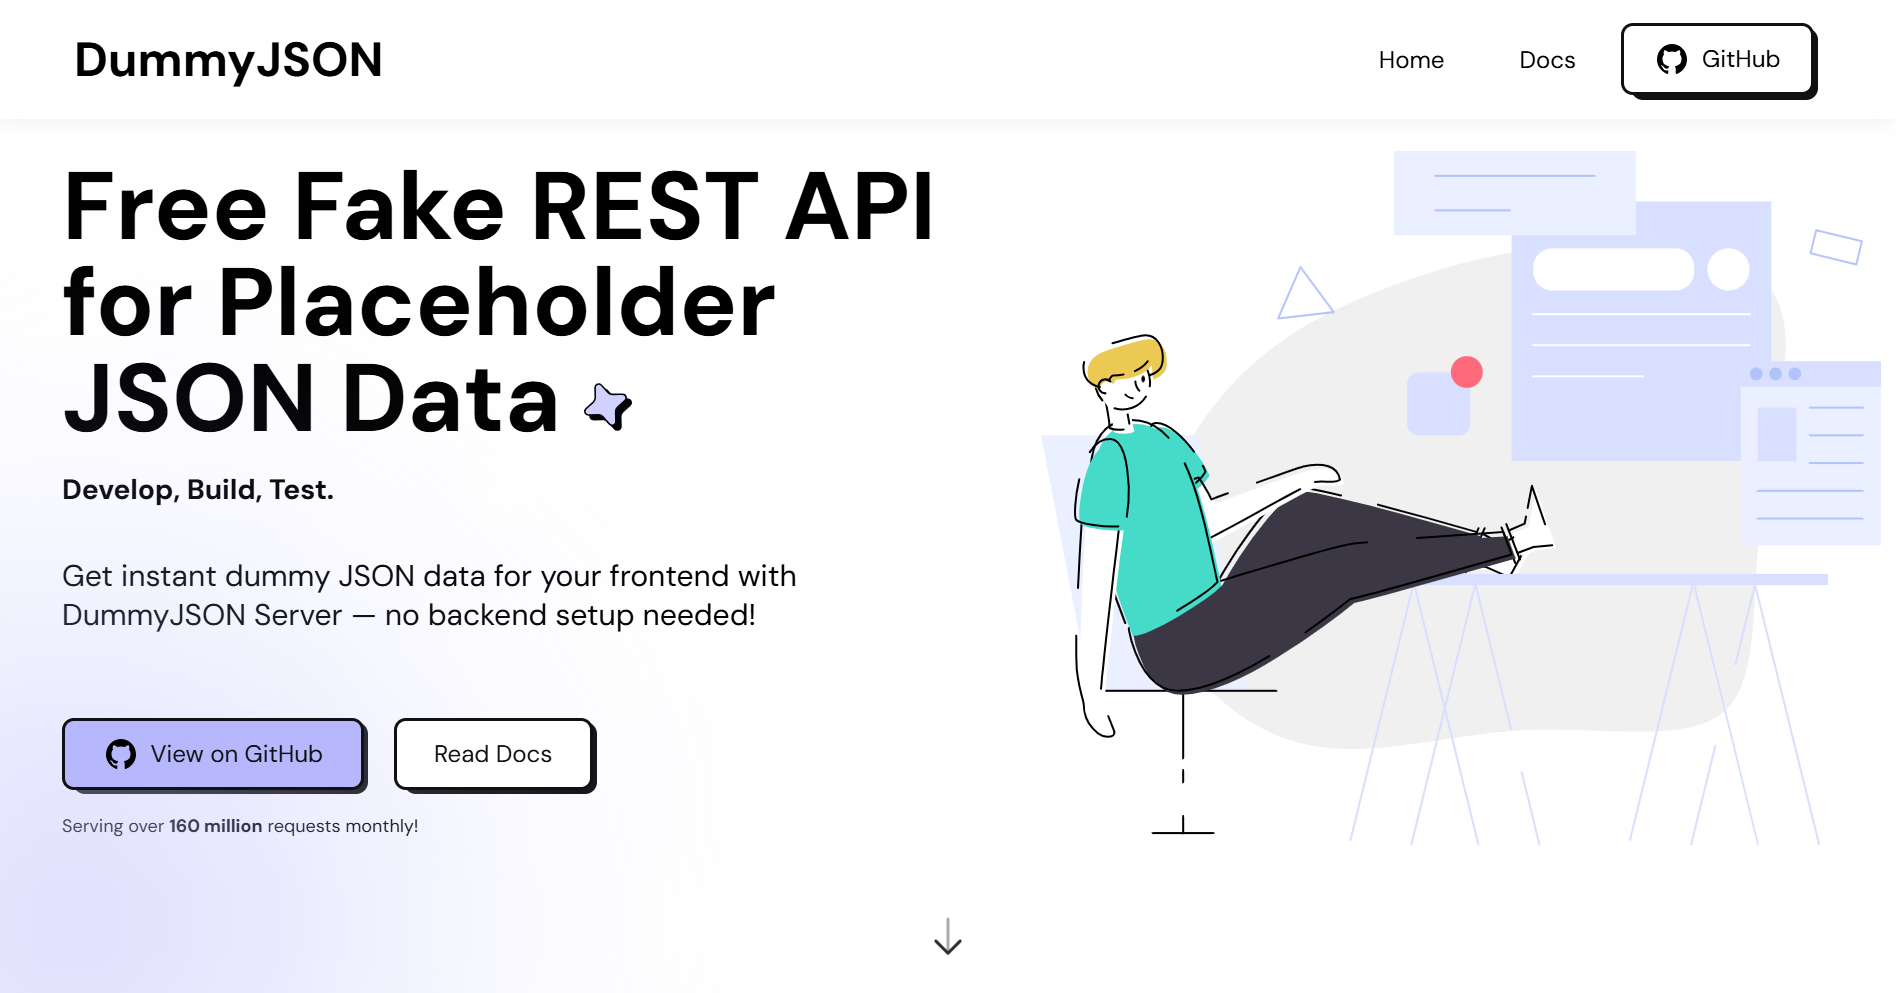 DummyJSON
Home
Docs
GitHub
Free Fake REST API
for Placeholder
JSON Data
Develop, Build, Test.
Get instant dummy JSON data for your frontend with
DummyJSON Server — no backend setup needed!
View on GitHub
Read Docs
Serving over 160 million requests monthly!